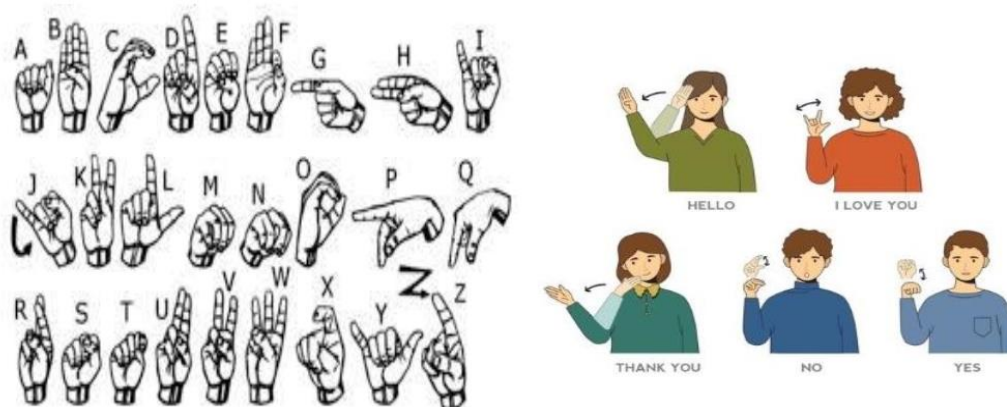 A B C D E F G H I
J K L M N O P Q
R S T U V W X Y Z
HELLO I LOVE YOU
THANK YOU NO YES